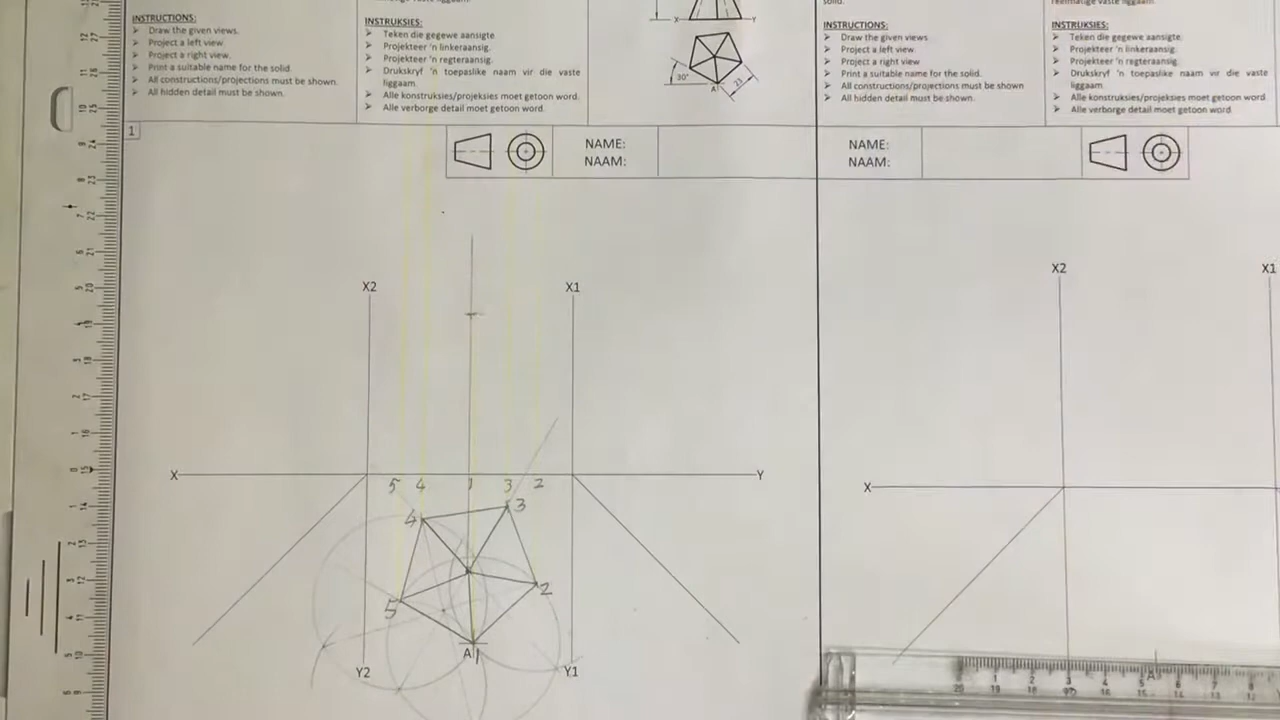 INSTRUCTIONS:
Draw the given views.
Project a left view.
Project a right view.
Print a suitable name for the solid.
All constructions/projections must be shown.
All hidden detail must be shown.
INSTRUKSIES:
Teken die gegewe aansigte
Projekteer 'n linkeraansig.
Projekteer 'n regteraansig.
Drukskryf 'n toepaslike naam vir die vaste
liggaam
Alle konstruksies/projeksies moet getoon word.
Alle verborge detail moet getoon word.
X
Y
30°
A
23
solid.
INSTRUCTIONS:
Draw the given views
Project a left view.
Project a right view
Print a suitable name for the solid.
All constructions/projections must be shown
All hidden detail must be shown.
reëlmatige vaste liggaam.
INSTRUKSIES:
Teken die gegewe aansigte.
Projekteer 'n linkeraansig.
Projekteer 'n regteraansig.
Drukskryf 'n toepaslike naam vir die vaste
liggaam
Alle konstruksies/projeksies moet getoon word.
Alle verborge detail moet getoon word
1
NAME:
NAAM:
NAME:
NAAM:
X2
X1
X
Y
5 4 1 3 2
4
3
5
2
A 1
Y2
Y1
X2
X1
X
A